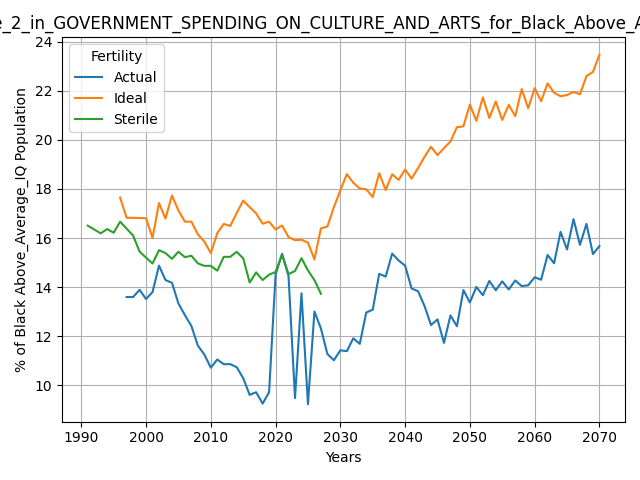 e_2_in_GOVERNMENT_SPENDING_ON_CULTURE_AND_ARTS_for_Black_Above_A
Fertility
Actual
Ideal
Sterile
% of Black Above_Average_IQ Population
24
22
20
18
16
14
12
10
1990 2000 2010 2020 2030 2040 2050 2060 2070
Years